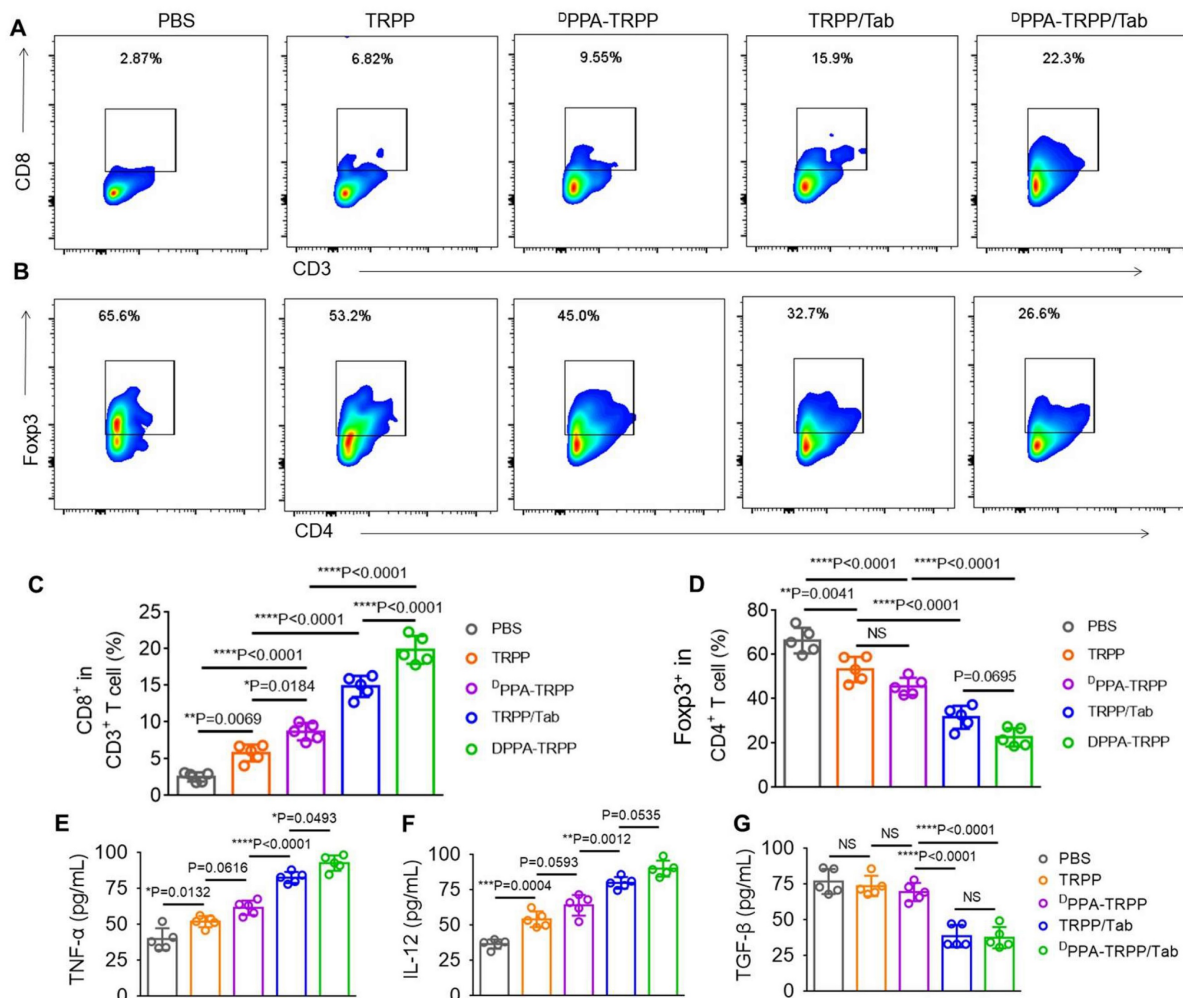 A
PBS
TRPP
ᴰPPA-TRPP
TRPP/Tab
ᴰPPA-TRPP/Tab
2.87%
6.82%
9.55%
15.9%
22.3%
CD8
CD3
B
65.6%
53.2%
45.0%
32.7%
26.6%
Foxp3
CD4
C
****P<0.0001
****P<0.0001
****P<0.0001
****P<0.0001
*P=0.0184
**P=0.0069
CD8⁺ in
CD3⁺ T cell (%)
25
20
15
10
5
0
PBS
TRPP
ᴰPPA-TRPP
TRPP/Tab
DPPA-TRPP
D
****P<0.0001
****P<0.0001
**P=0.0041
****P<0.0001
NS
P=0.0695
Foxp3⁺ in
CD4⁺ T cell (%)
80
60
40
20
0
PBS
TRPP
ᴰPPA-TRPP
TRPP/Tab
DPPA-TRPP
E
*P=0.0493
****P<0.0001
P=0.0616
*P=0.0132
TNF-α (pg/mL)
100
75
50
25
0
F
P=0.0535
**P=0.0012
P=0.0593
***P=0.0004
IL-12 (pg/mL)
100
75
50
25
0
G
NS
NS
****P<0.0001
****P<0.0001
NS
TGF-β (pg/mL)
100
75
50
25
0
PBS
TRPP
ᴰPPA-TRPP
TRPP/Tab
ᴰPPA-TRPP/Tab